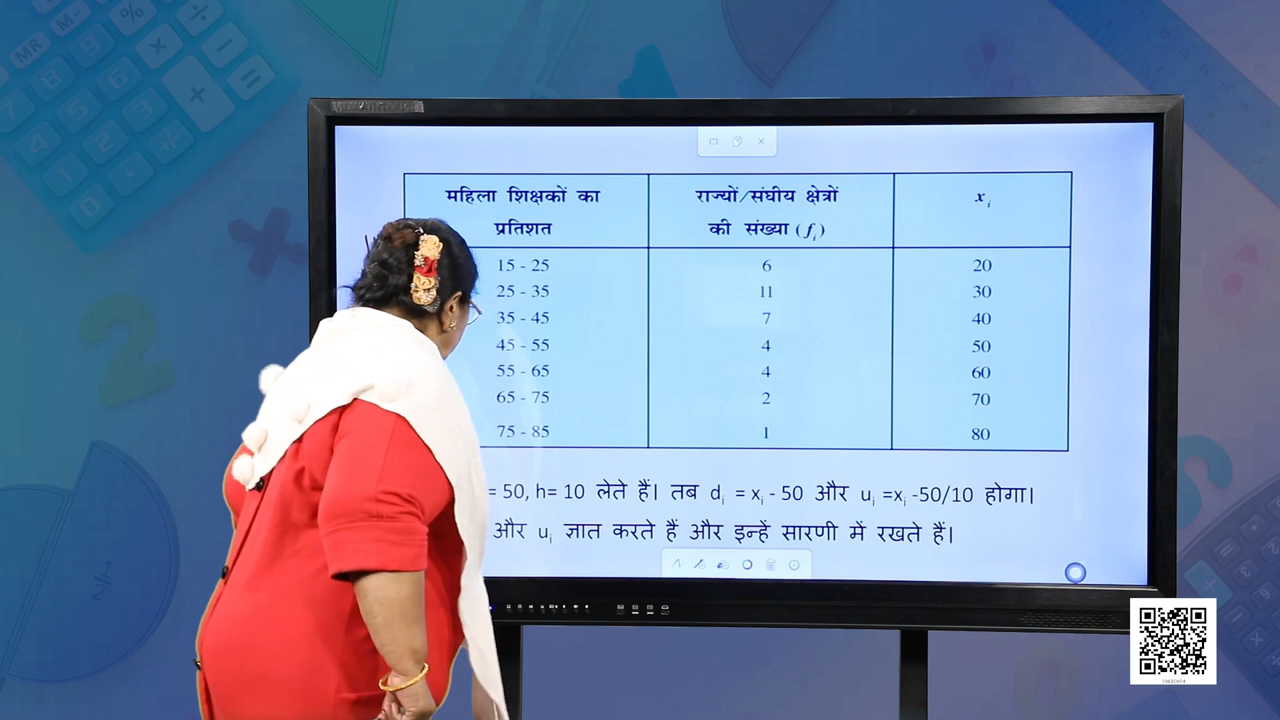 महिला शिक्षकों का प्रतिशत
राज्यों/संघीय क्षेत्रों की संख्या (fᵢ)
xᵢ
15 - 25 6 20
25 - 35 11 30
35 - 45 7 40
45 - 55 4 50
55 - 65 4 60
65 - 75 2 70
75 - 85 1 80
= 50, h= 10 लेते हैं। तब dᵢ = xᵢ - 50 और uᵢ =xᵢ -50/10 होगा।
और uᵢ ज्ञात करते हैं और इन्हें सारणी में रखते हैं।